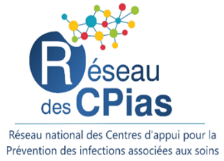 Réseau
des CPias
Réseau national des Centres d'appui pour la
Prévention des infections associées aux soins